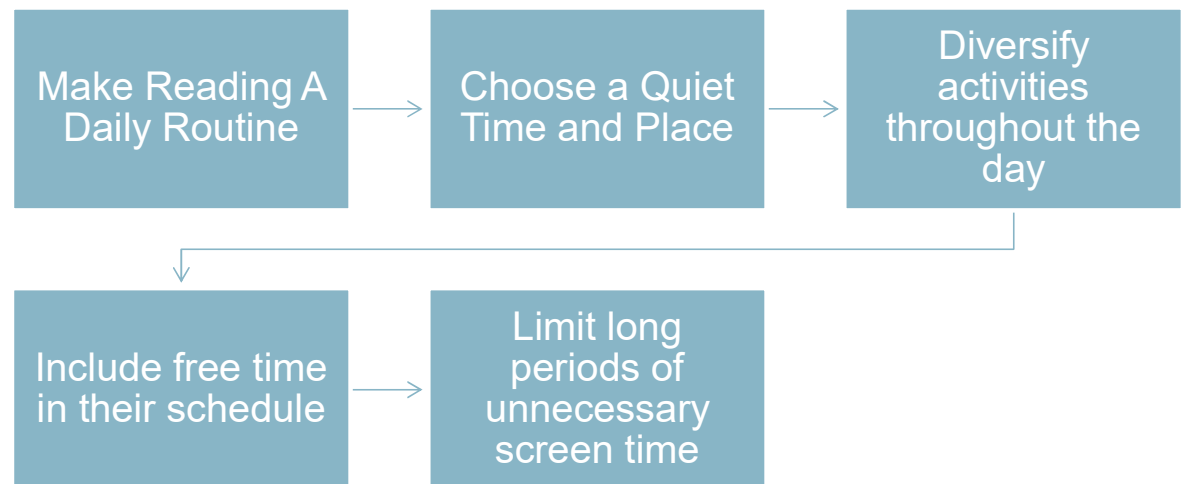 Make Reading A
Daily Routine
Choose a Quiet
Time and Place
Diversify
activities
throughout the
day
Include free time
in their schedule
Limit long
periods of
unnecessary
screen time